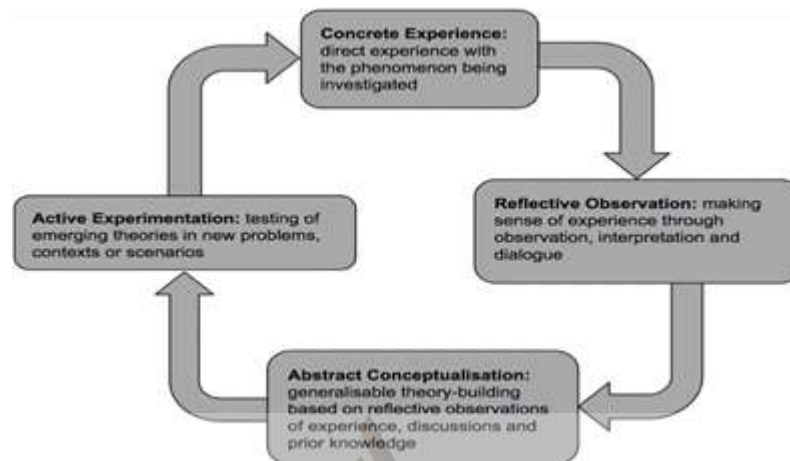 Concrete Experience:
direct experience with
the phenomenon being
investigated
Reflective Observation: making
sense of experience through
observation, interpretation and
dialogue
Abstract Conceptualisation:
generalisable theory-building
based on reflective observations
of experience, discussions and
prior knowledge
Active Experimentation: testing of
emerging theories in new problems,
contexts or scenarios